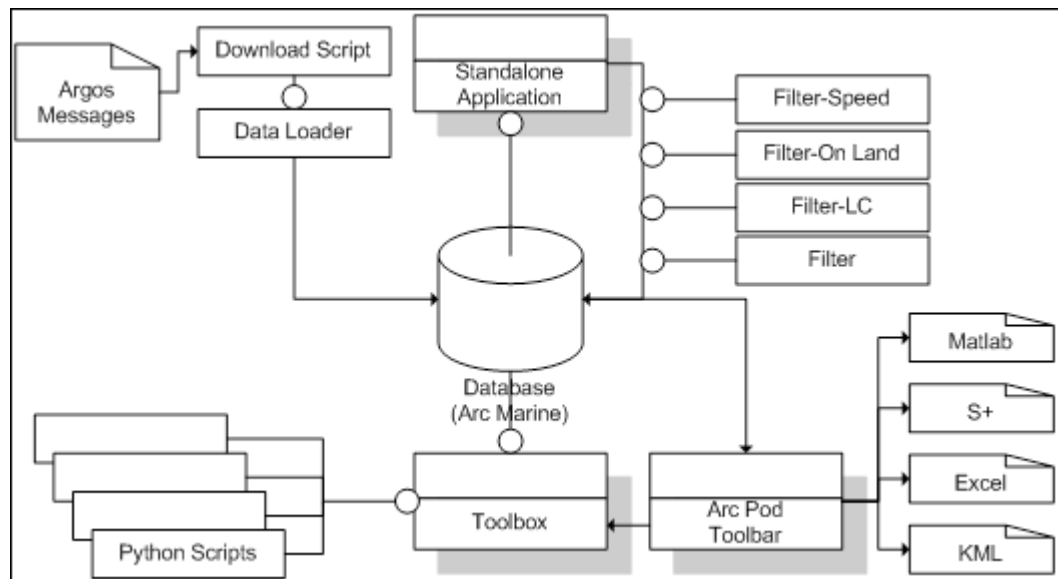 Argos
Messages
Download Script
Data Loader
Standalone
Application
Filter-Speed
Filter-On Land
Filter-LC
Filter
Database
(Arc Marine)
Matlab
S+
Excel
KML
Python Scripts
Toolbox
Arc Pod
Toolbar